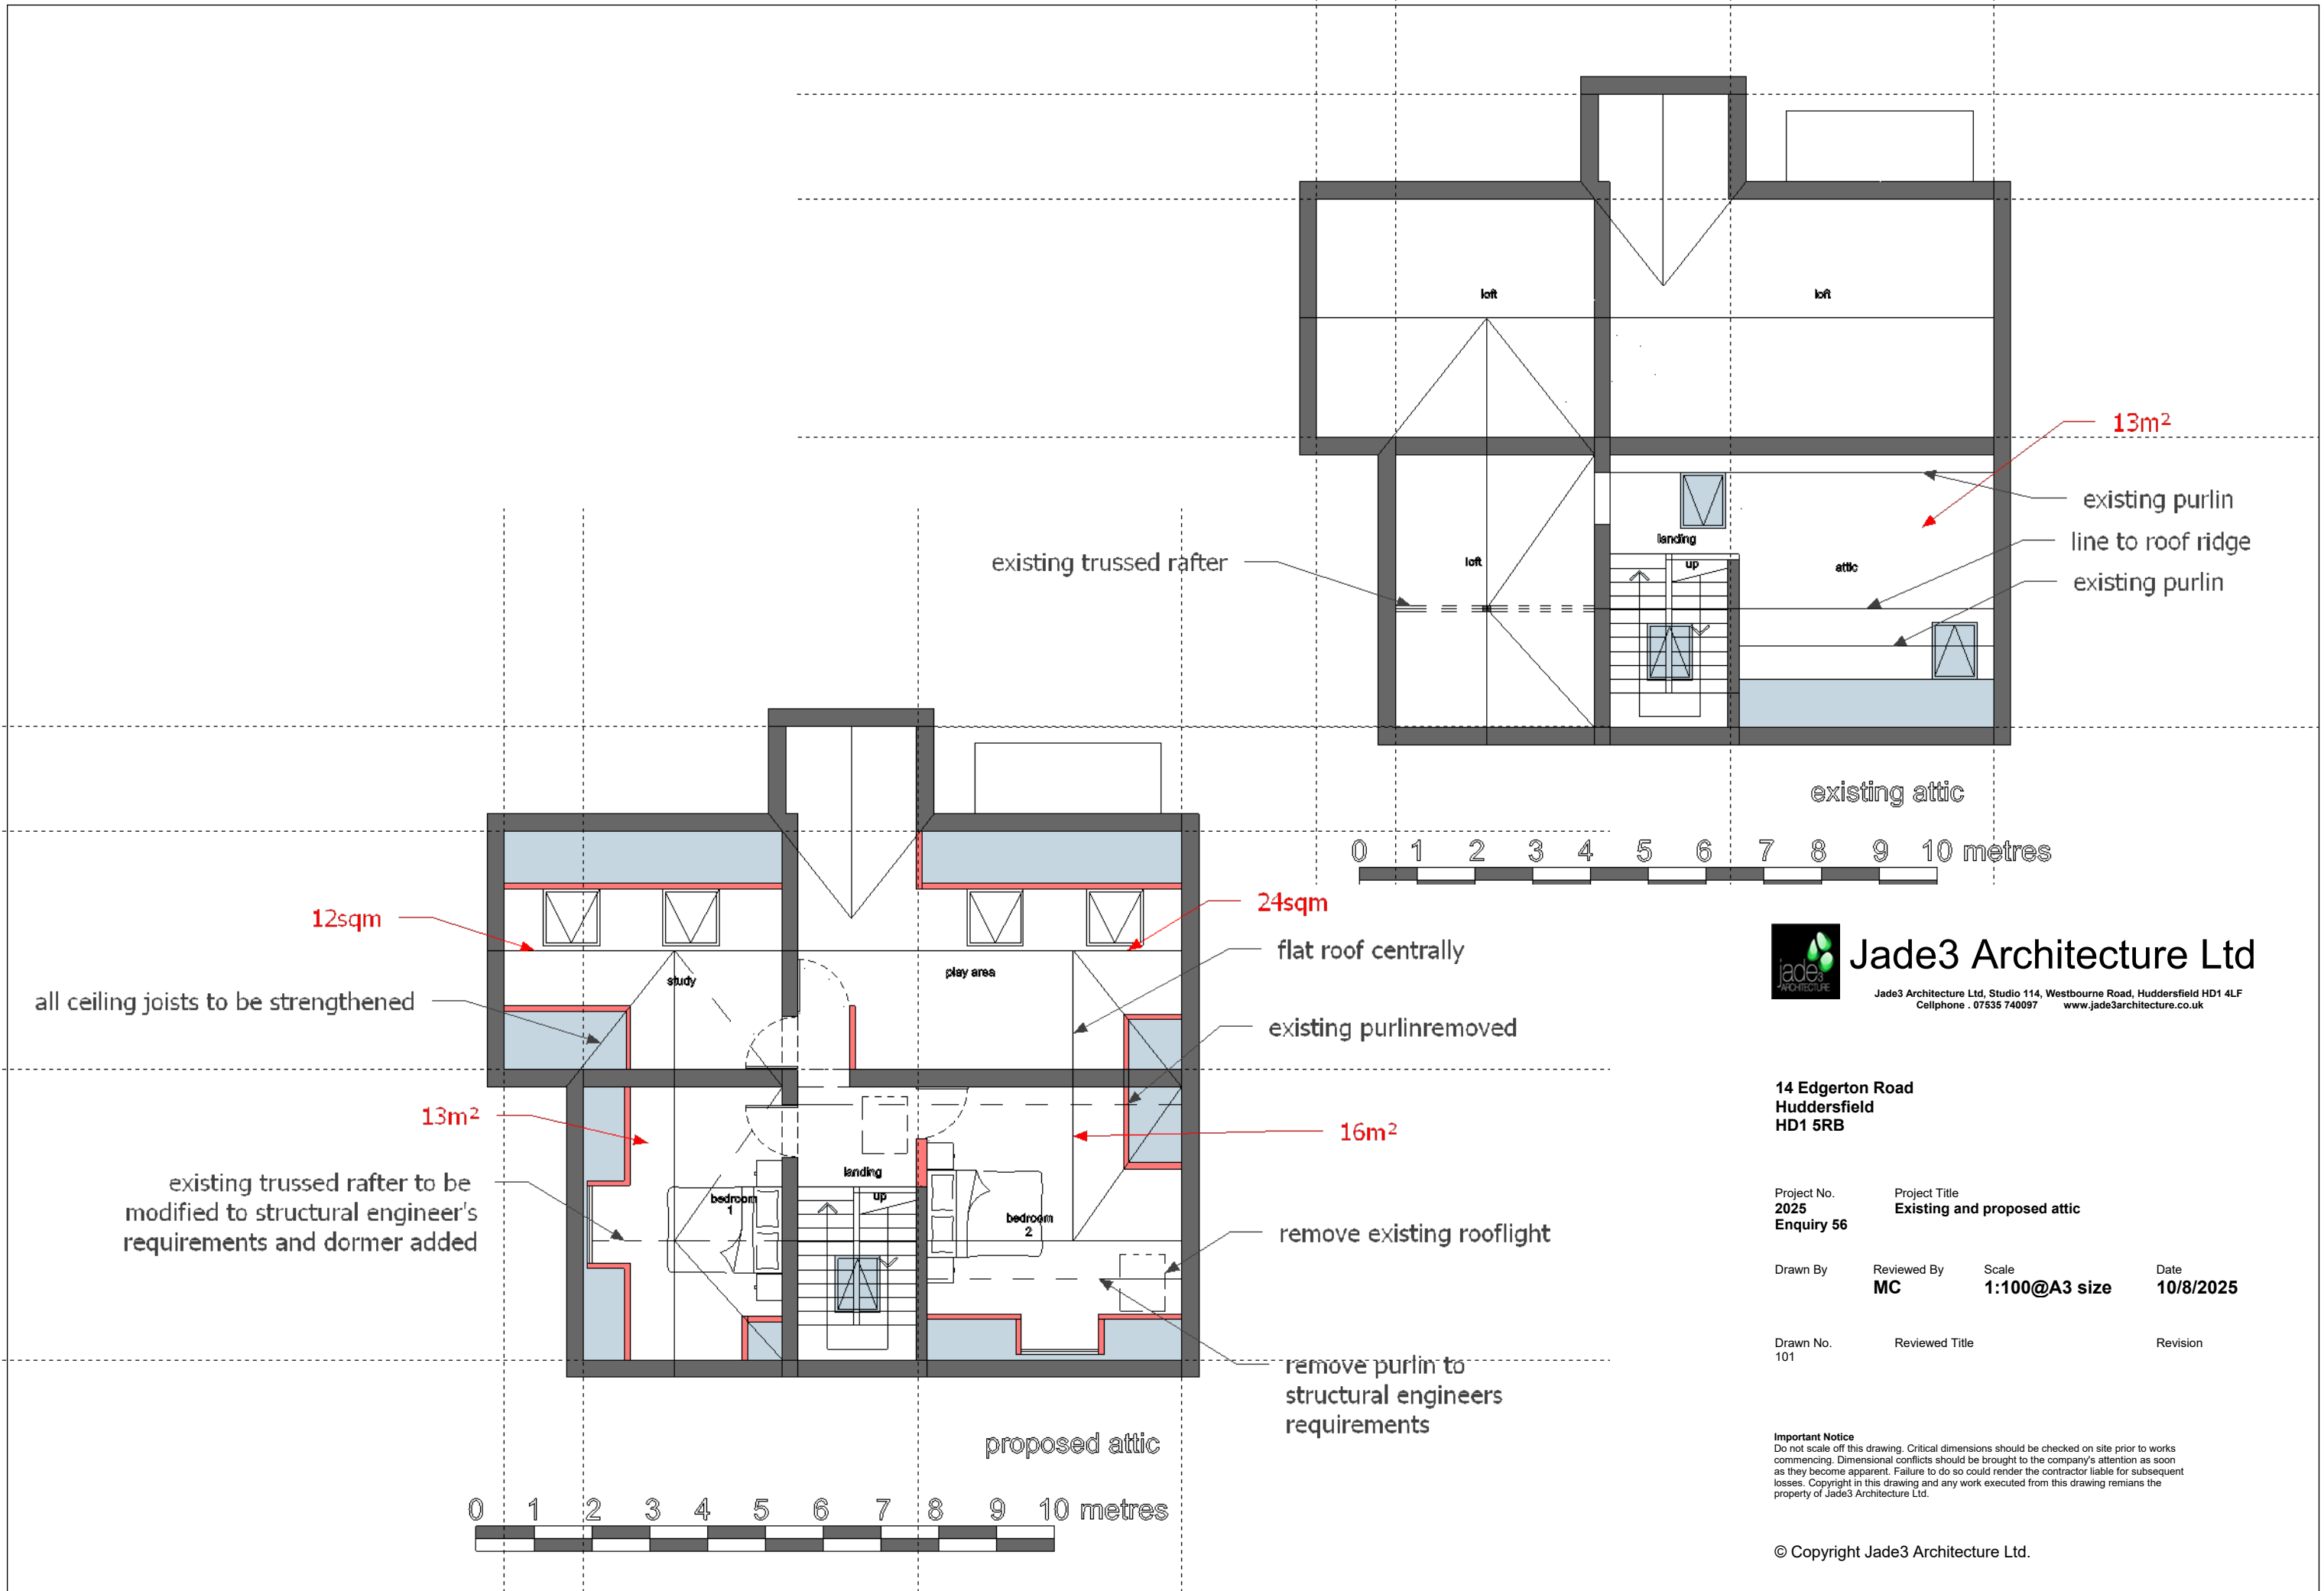 loft
loft
13m²
existing purlin
landing
line to roof ridge
existing trussed rafter
loft
up
attic
existing purlin
existing attic
0 1 2 3 4 5 6 7 8 9 10 metres
12sqm
24sqm
flat roof centrally
study
play area
all ceiling joists to be strengthened
existing purlinremoved
13m²
16m²
landing
existing trussed rafter to be
modified to structural engineer's
requirements and dormer added
bedroom
1
up
bedroom
2
remove existing rooflight
remove purlin to
structural engineers
requirements
proposed attic
0 1 2 3 4 5 6 7 8 9 10 metres
jade3
ARCHITECTURE
Jade3 Architecture Ltd
Jade3 Architecture Ltd, Studio 114, Westbourne Road, Huddersfield HD1 4LF
Cellphone . 07535 740097 www.jade3architecture.co.uk
14 Edgerton Road
Huddersfield
HD1 5RB
Project No. Project Title
2025 Existing and proposed attic
Enquiry 56
Drawn By Reviewed By Scale Date
MC 1:100@A3 size 10/8/2025
Drawn No. Reviewed Title Revision
101
Important Notice
Do not scale off this drawing. Critical dimensions should be checked on site prior to works
commencing. Dimensional conflicts should be brought to the company's attention as soon
as they become apparent. Failure to do so could render the contractor liable for subsequent
losses. Copyright in this drawing and any work executed from this drawing remians the
property of Jade3 Architecture Ltd.
© Copyright Jade3 Architecture Ltd.